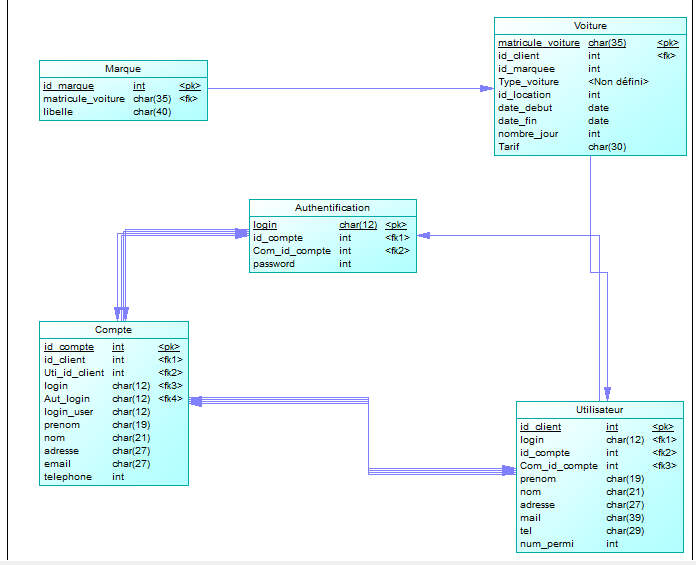 Voiture
matricule_voiture char(35) <pk>
id_client int <fk>
id_marquee int
Type_voiture <Non défini>
id_location int
date_debut date
date_fin date
nombre_jour int
Tarif char(30)
Marque
id_marque int <pk>
matricule_voiture char(35) <fk>
libelle char(40)
Authentification
login char(12) <pk>
id_compte int <fk1>
Com_id_compte int <fk2>
password int
Compte
id_compte int <pk>
id_client int <fk1>
Uti_id_client int <fk2>
login char(12) <fk3>
Aut_login char(12) <fk4>
login_user char(12)
prenom char(19)
nom char(21)
adresse char(27)
email char(27)
telephone int
Utilisateur
id_client int <pk>
login char(12) <fk1>
id_compte int <fk2>
Com_id_compte int <fk3>
prenom char(19)
nom char(21)
adresse char(27)
mail char(39)
tel char(29)
num_permi int